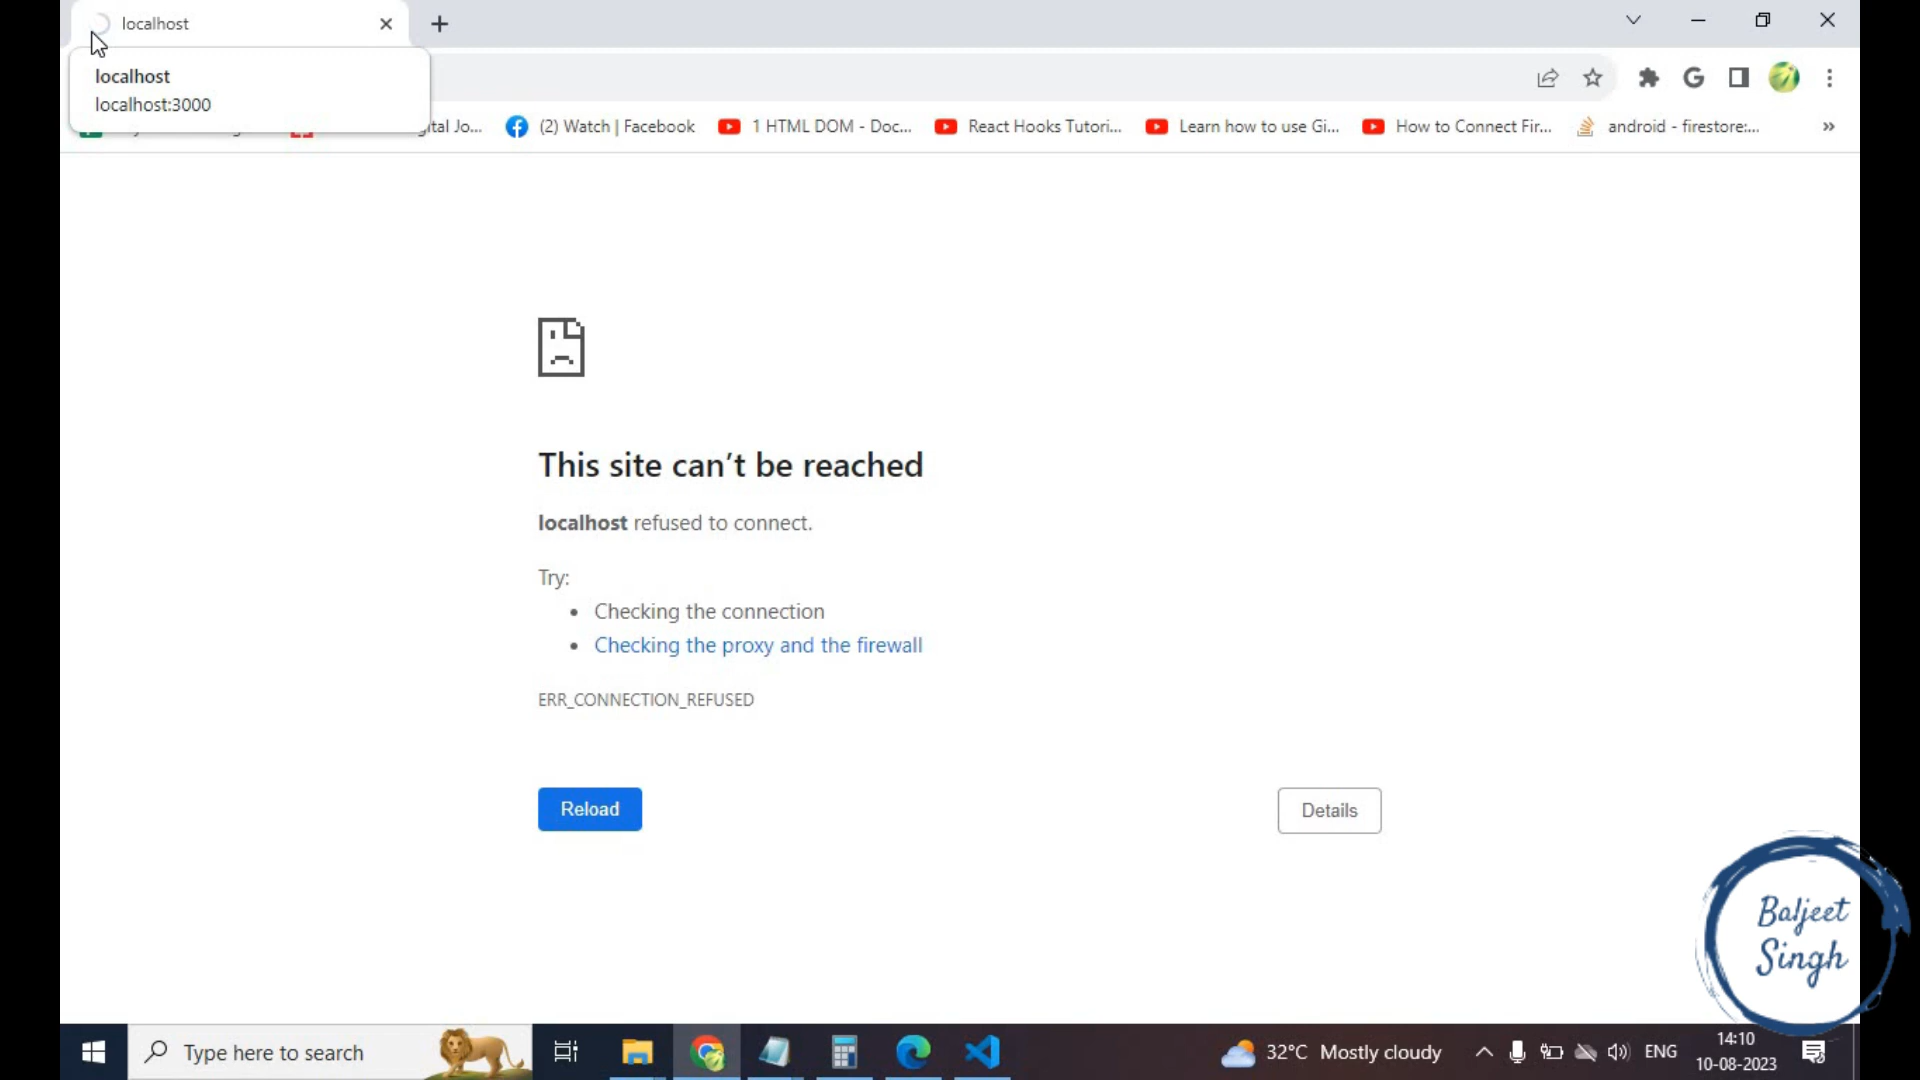 localhost
localhost
localhost:3000
ital Jo...
(2) Watch | Facebook
1 HTML DOM - Doc...
React Hooks Tutori...
Learn how to use Gi...
How to Connect Fir...
android - firestore:...
»
This site can't be reached
localhost refused to connect.
Try:
• Checking the connection
• Checking the proxy and the firewall
ERR_CONNECTION_REFUSED
Reload
Details
Baljeet
Singh
Type here to search
32°C Mostly cloudy
ENG
14:10
10-08-2023